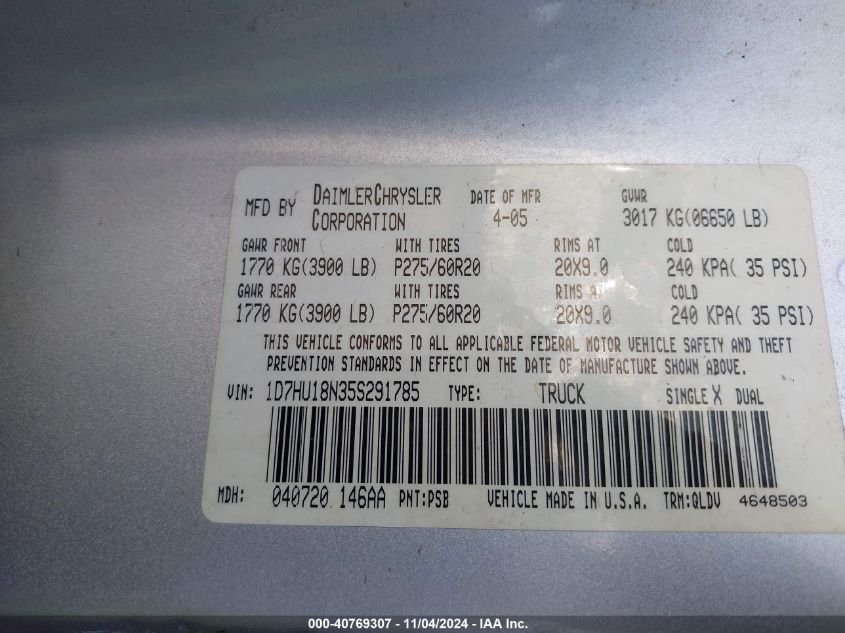 MFD BY DAIMLERCHRYSLER CORPORATION DATE OF MFR 4-05 GVWR 3017 KG(06650 LB)
GAWR FRONT WITH TIRES RIMS AT COLD
1770 KG(3900 LB) P275/60R20 20X9.0 240 KPA( 35 PSI)
GAWR REAR WITH TIRES RIMS AT COLD
1770 KG(3900 LB) P275/60R20 20X9.0 240 KPA( 35 PSI)
THIS VEHICLE CONFORMS TO ALL APPLICABLE FEDERAL MOTOR VEHICLE SAFETY AND THEFT
PREVENTION STANDARDS IN EFFECT ON THE DATE OF MANUFACTURE SHOWN ABOVE.
VIN: 1D7HU18N35S291785 TYPE: TRUCK SINGLE X DUAL
MDH: 040720 146AA PNT:PSB VEHICLE MADE IN U.S.A. TRM:QLDV 4648503
000-40769307 - 11/04/2024 - IAA Inc.